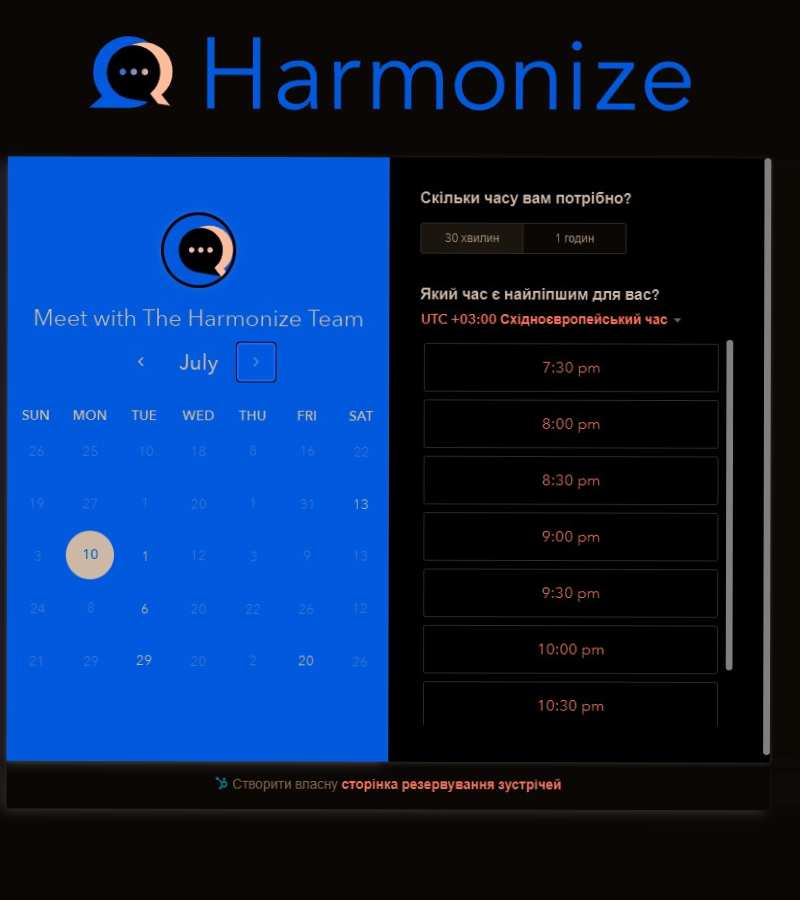 Harmonize
Meet with The Harmonize Team
July
SUN MON TUE WED THU FRI SAT
26 25 10 18 8 16 22
19 27 1 20 1 31 13
3 10 1 12 3 9 13
24 8 6 20 22 26 12
21 29 29 20 2 20 26
Скільки часу вам потрібно?
30 хвилин 1 годин
Який час є найліпшим для вас?
UTC +03:00 Східноєвропейський час
7:30 pm
8:00 pm
8:30 pm
9:00 pm
9:30 pm
10:00 pm
10:30 pm
Створити власну сторінка резервування зустрічей